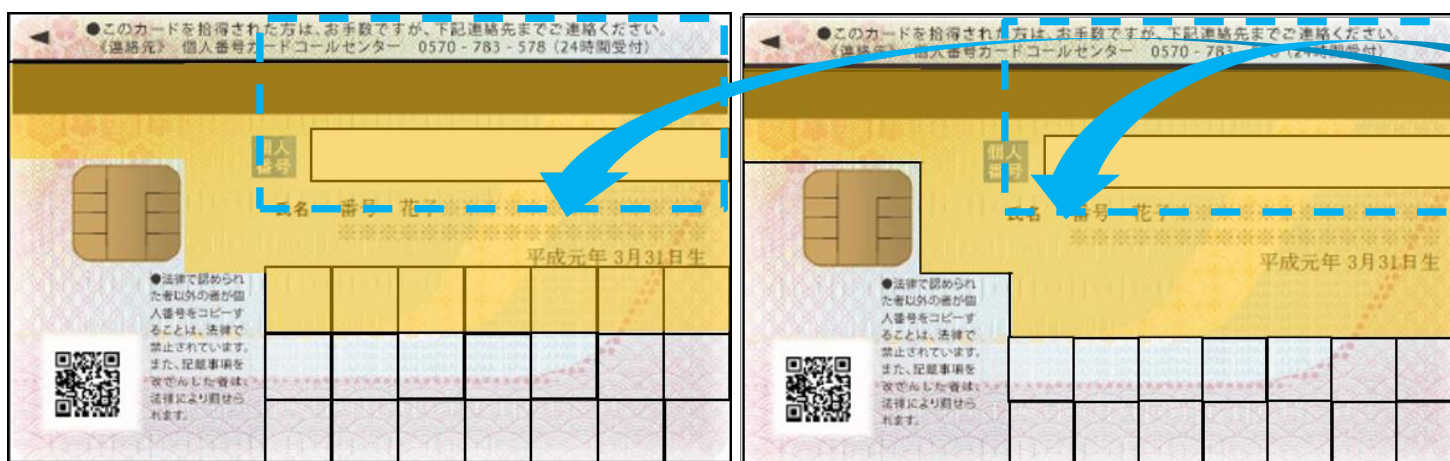 ●このカードを拾得された方は、お手数ですが、下記連絡先までご連絡ください。
《連絡先》 個人番号カードコールセンター 0570-783-578 (24時間受付)
個人
番号
氏名 番号 花子※※※※※※※※※※※※※
※※※※※※※※※※※※※※※※※※
平成元年 3月31日生
●法律で認められ
た者以外の者が個
人番号をコピーす
ることは、法律で
禁止されています。
また、記載事項を
改ざんした者は、
法律により罰せら
れます。
●このカードを拾得された方は、お手数ですが、下記連絡先までご連絡ください。
《連絡先》 個人番号カードコールセンター 0570-783-578 (24時間受付)
個人
番号
氏名 番号 花子※※※※※※※※※※※※※
※※※※※※※※※※※※※※※※※※
平成元年 3月31日生
●法律で認められ
た者以外の者が個
人番号をコピーす
ることは、法律で
禁止されています。
また、記載事項を
改ざんした者は、
法律により罰せら
れます。